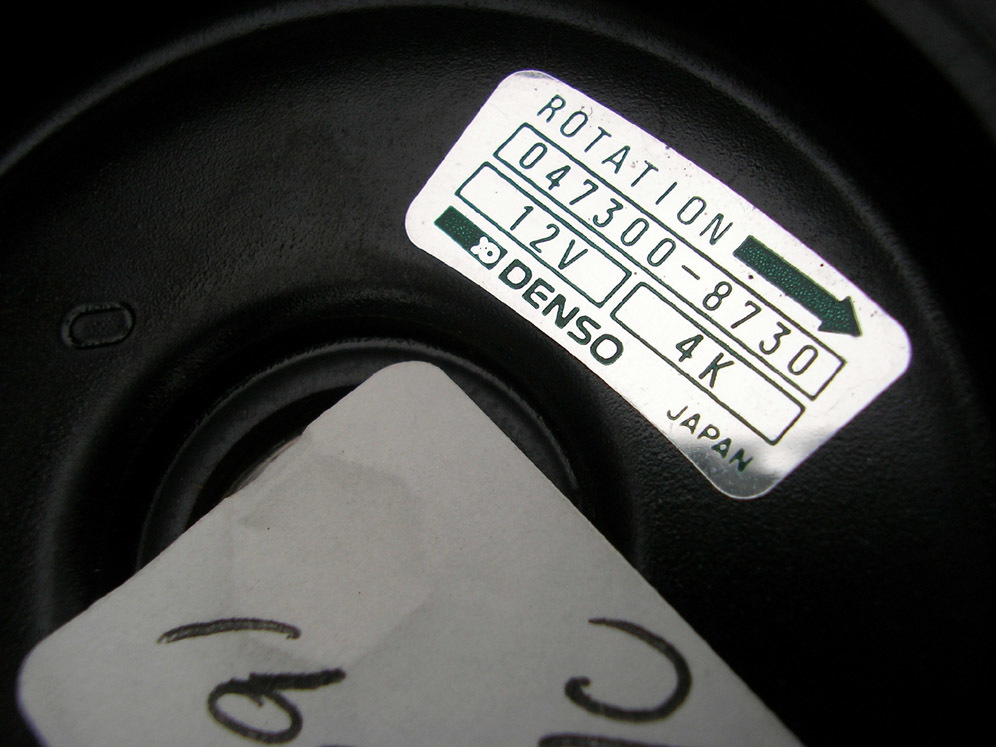 ROTATION
047300-8730
12V 4K
DENSO
JAPAN